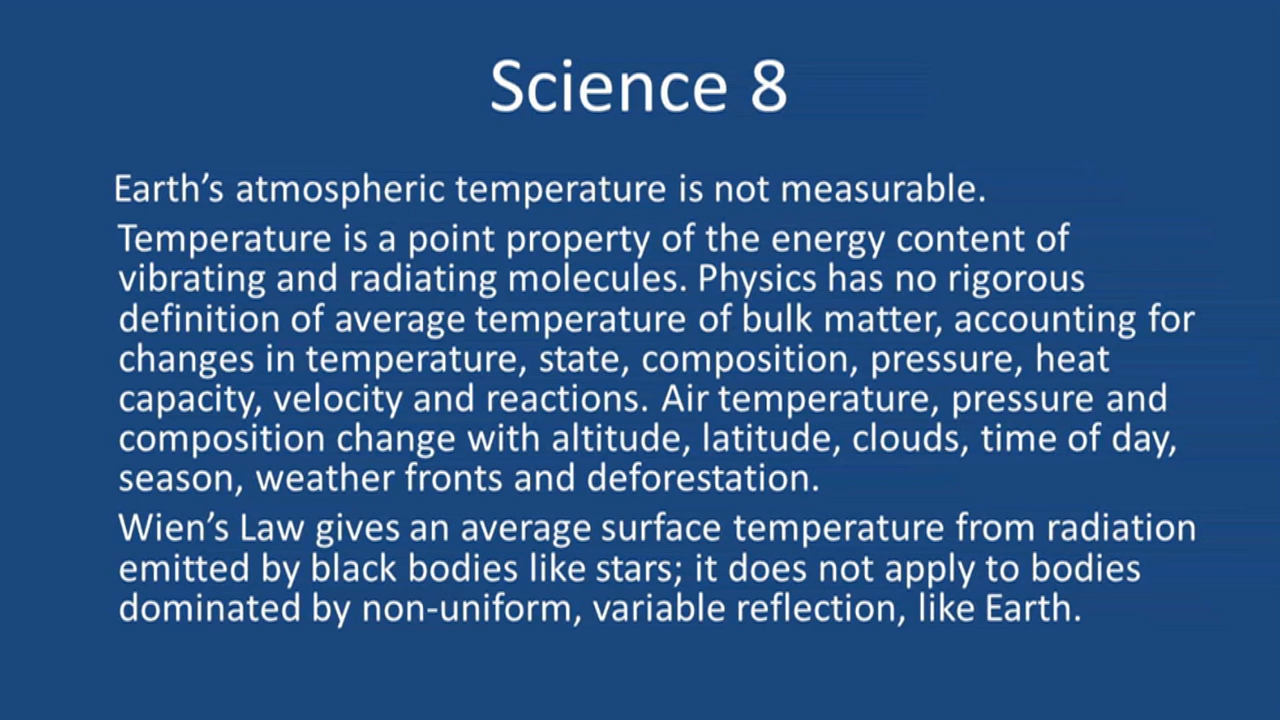 Science 8
Earth’s atmospheric temperature is not measurable.
Temperature is a point property of the energy content of
vibrating and radiating molecules. Physics has no rigorous
definition of average temperature of bulk matter, accounting for
changes in temperature, state, composition, pressure, heat
capacity, velocity and reactions. Air temperature, pressure and
composition change with altitude, latitude, clouds, time of day,
season, weather fronts and deforestation.
Wien’s Law gives an average surface temperature from radiation
emitted by black bodies like stars; it does not apply to bodies
dominated by non-uniform, variable reflection, like Earth.